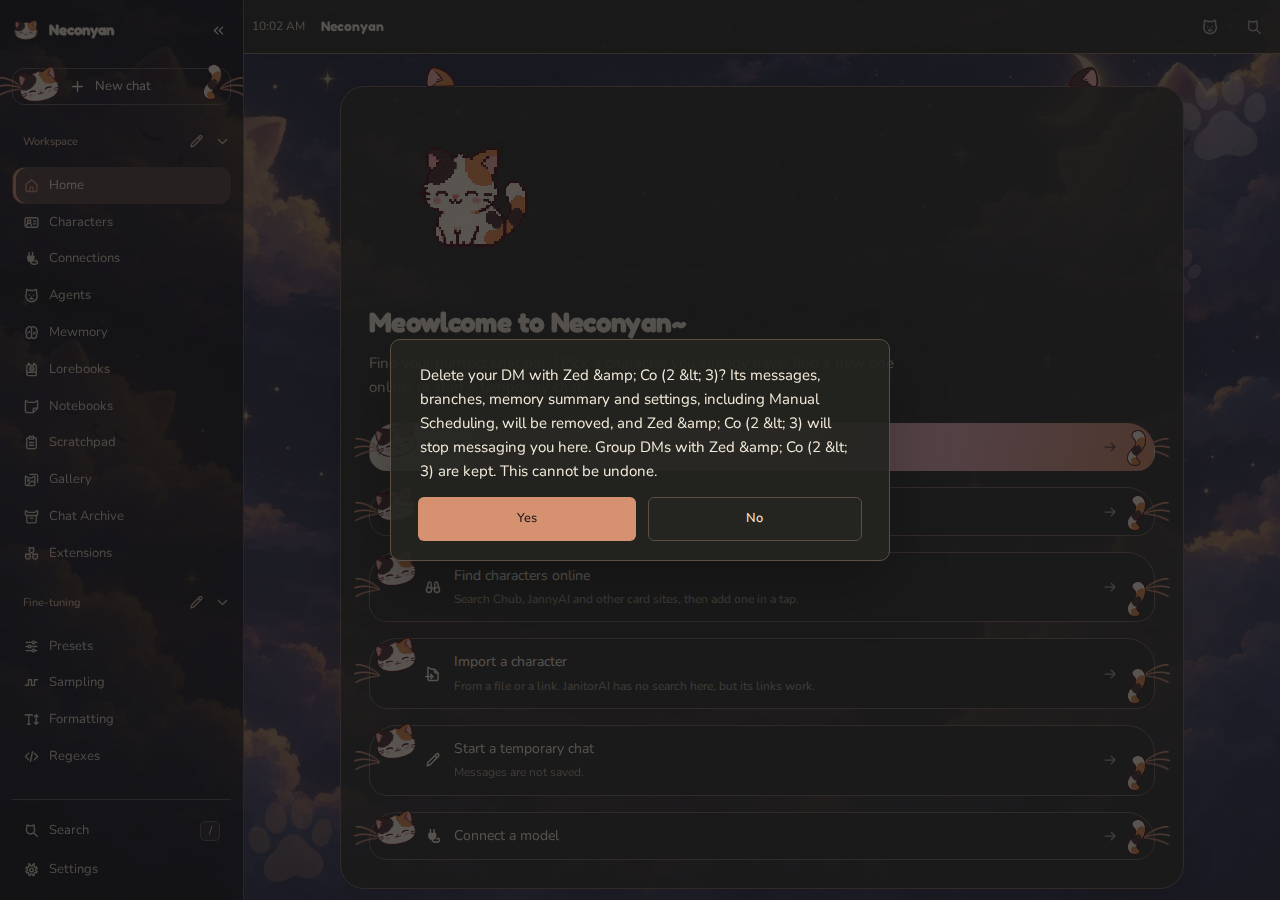 Neconyan
10:02 AM Neconyan
New chat
Workspace
Home
Characters
Connections
Agents
Mewmory
Lorebooks
Notebooks
Scratchpad
Gallery
Chat Archive
Extensions
Fine-tuning
Presets
Sampling
Formatting
Regexes
Search /
Settings
Meowlcome to Neconyan~
Delete your DM with Zed &amp;amp; Co (2 &amp;lt; 3)? Its messages,
branches, memory summary and settings, including Manual
Scheduling, will be removed, and Zed &amp;amp; Co (2 &amp;lt; 3) will
stop messaging you here. Group DMs with Zed &amp;amp; Co (2 &amp;lt;
3) are kept. This cannot be undone.
Yes
No
Find characters online
Search Chub, JannyAI and other card sites, then add one in a tap.
Import a character
From a file or a link. JanitorAI has no search here, but its links work.
Start a temporary chat
Messages are not saved.
Connect a model